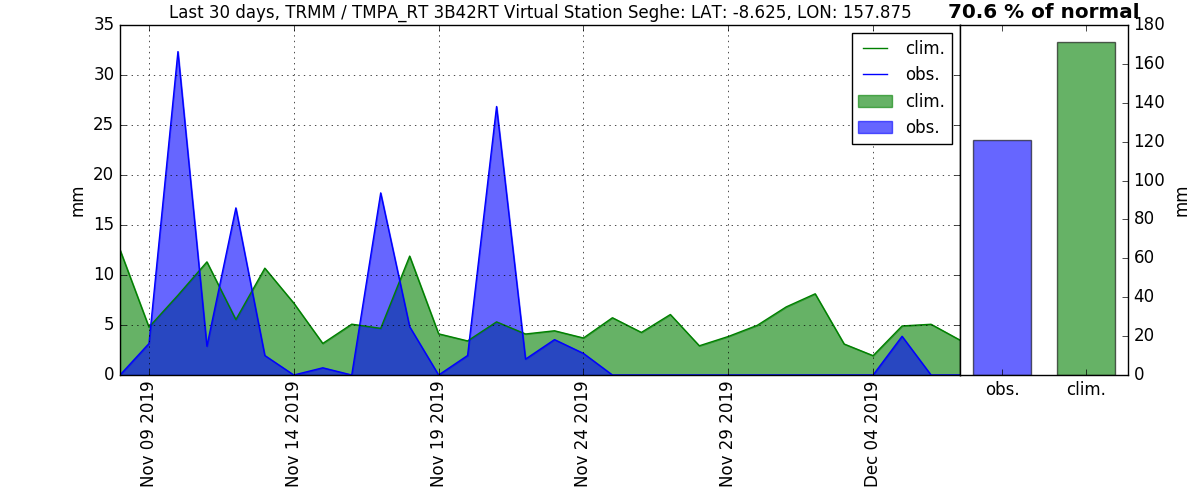 Last 30 days, TRMM / TMPA_RT 3B42RT Virtual Station Seghe: LAT: -8.625, LON: 157.875
70.6 % of normal
35
30
25
20
15
10
5
0
mm
clim.
obs.
clim.
obs.
Nov 09 2019
Nov 14 2019
Nov 19 2019
Nov 24 2019
Nov 29 2019
Dec 04 2019
180
160
140
120
100
80
60
40
20
0
mm
obs.
clim.